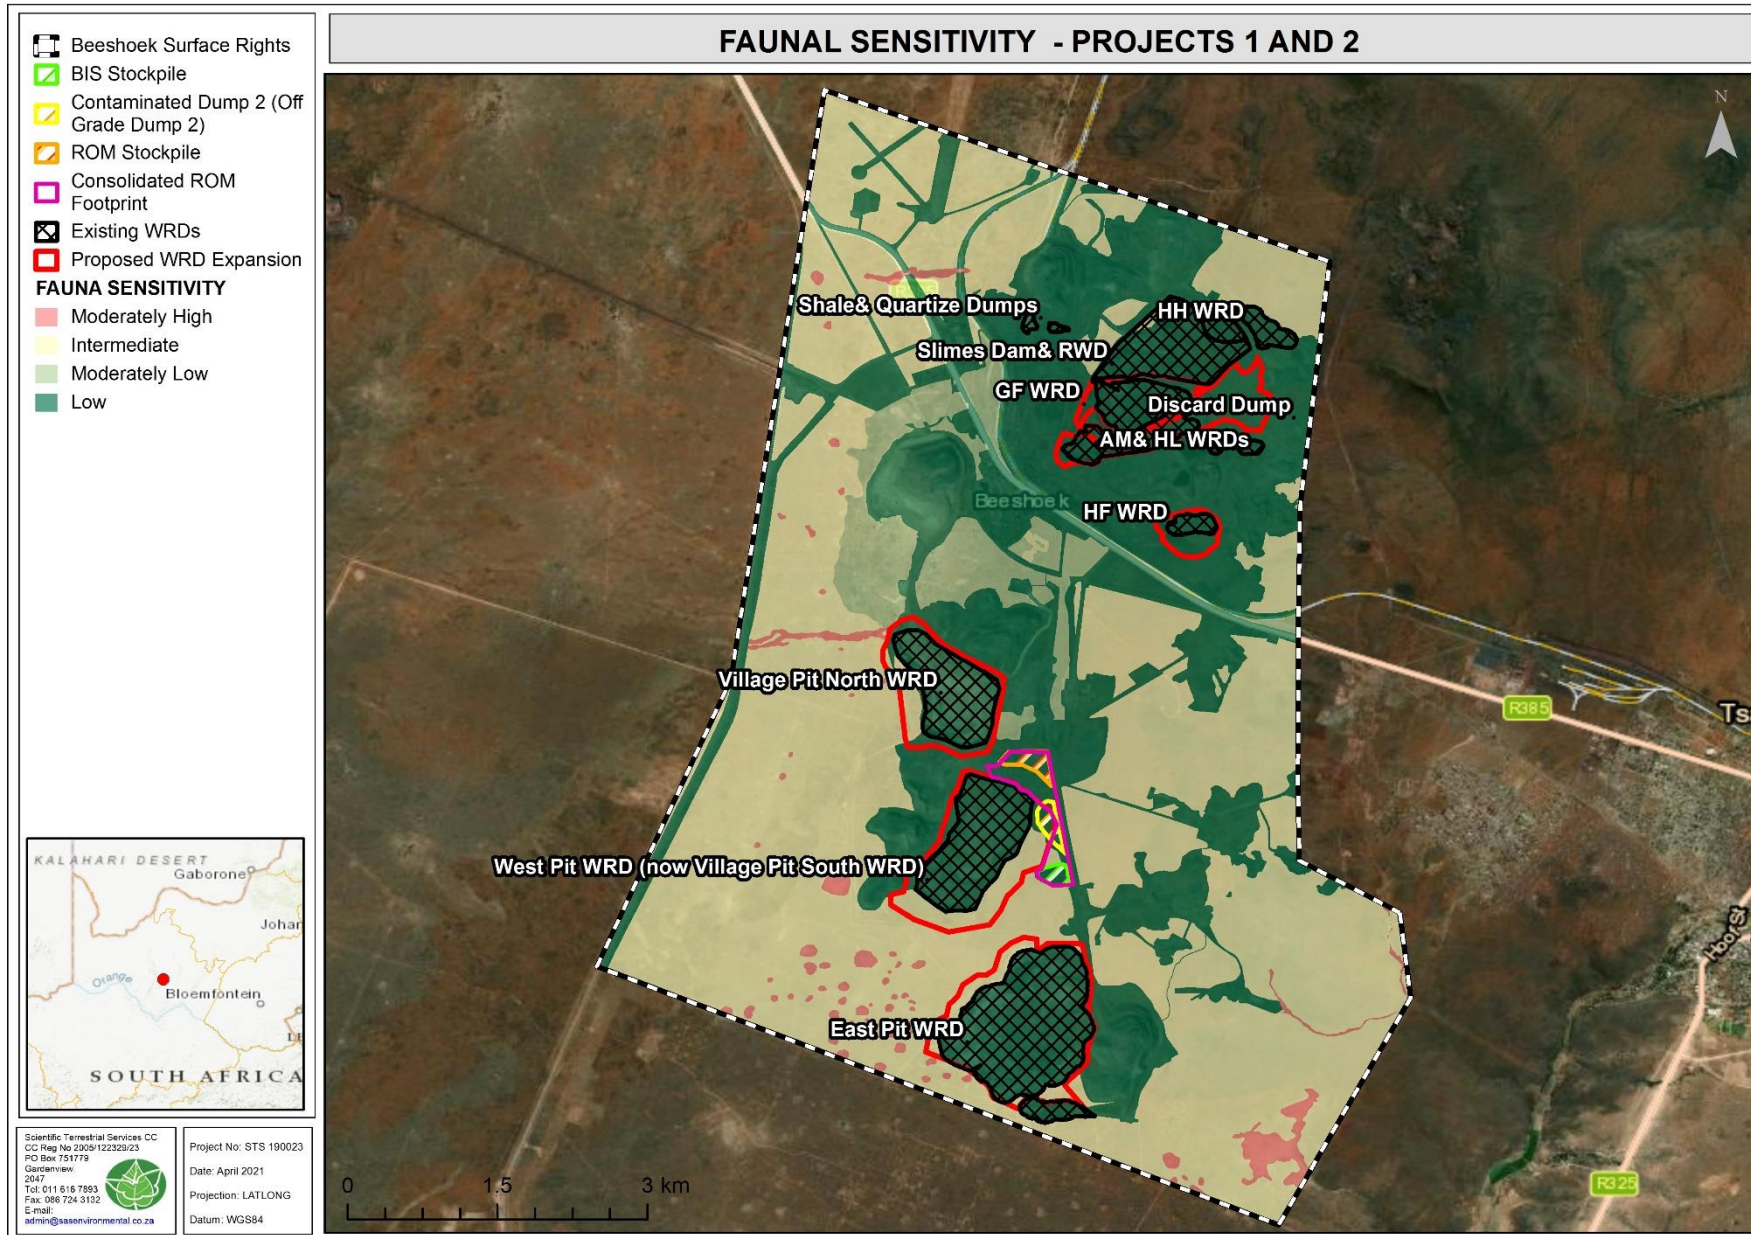 FAUNAL SENSITIVITY - PROJECTS 1 AND 2
Beeshoek Surface Rights
BIS Stockpile
Contaminated Dump 2 (Off
Grade Dump 2)
ROM Stockpile
Consolidated ROM
Footprint
Existing WRDs
Proposed WRD Expansion
FAUNA SENSITIVITY
Moderately High
Intermediate
Moderately Low
Low
N
Shale& Quartize Dumps
HH WRD
Slimes Dam& RWD
GF WRD
Discard Dump
AM& HL WRDs
Beeshoek
HF WRD
Village Pit North WRD
R385
Ts
West Pit WRD (now Village Pit South WRD)
Hoof St
East Pit WRD
R325
0 1.5 3 km
KALAHARI DESERT
Gaborone
Johar
Orange
Bloemfontein
LE
SOUTH AFRICA
Scientific Terrestrial Services CC
CC Reg No 2005/122329/23
PO Box 751779
Gardenview
2047
Tel: 011 616 7893
Fax: 086 724 3132
E-mail:
admin@sasenvironmental.co.za
Project No: STS 190023
Date: April 2021
Projection: LATLONG
Datum: WGS84